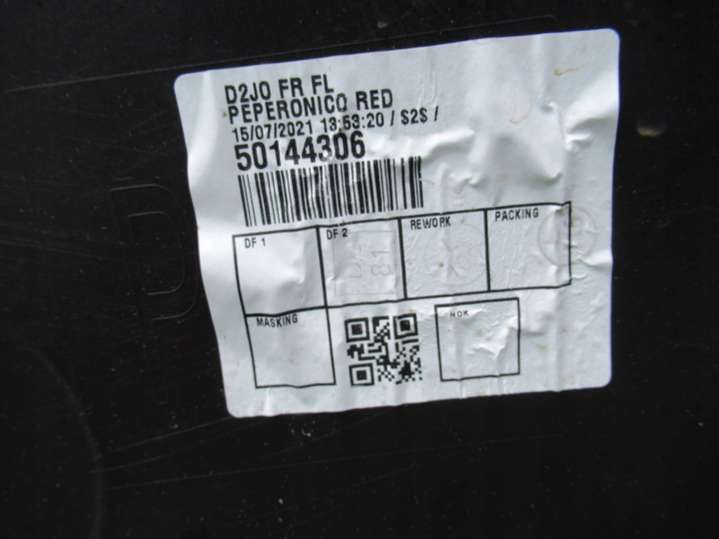 D2JO FR FL
PEPERONICO RED
15/07/2021 13:53:20 / S2S /
50144306
DF 1
DF 2
REWORK
PACKING
MASKING
NOK